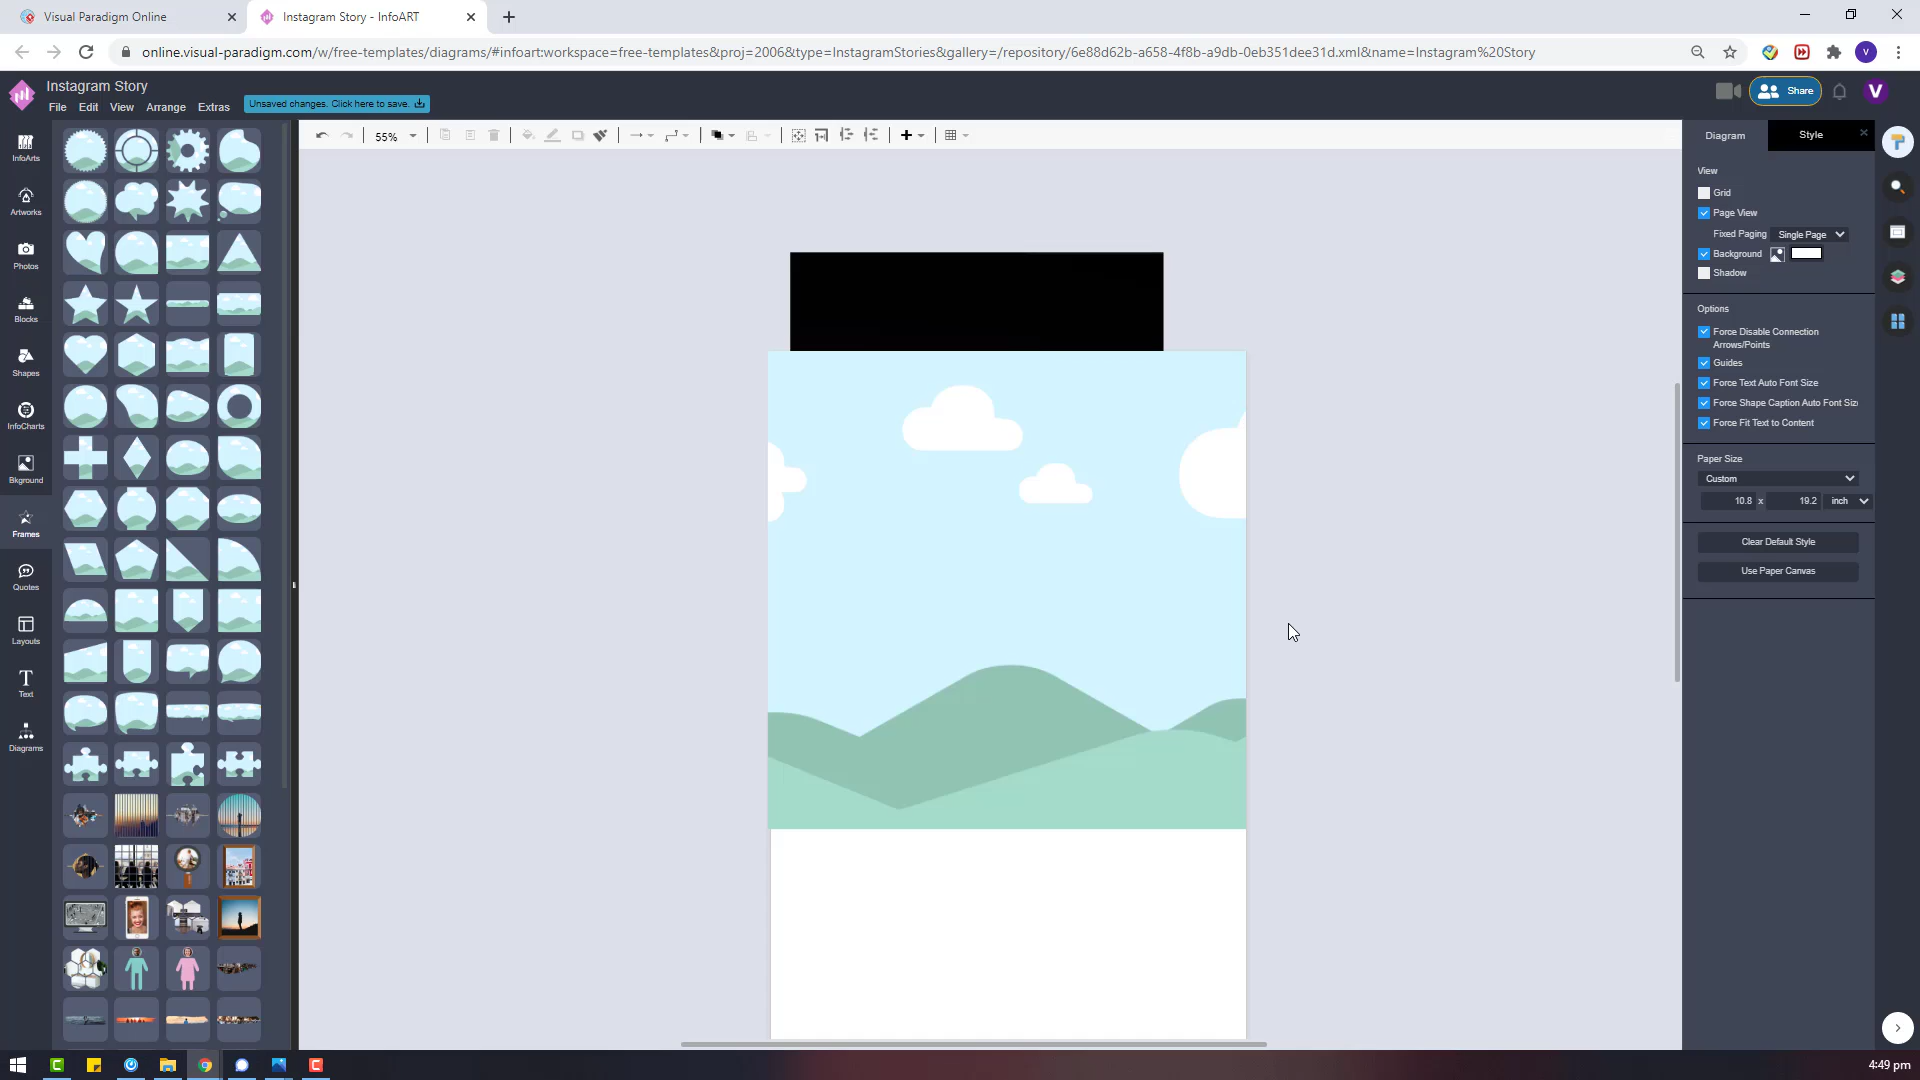 Visual Paradigm Online
Instagram Story - InfoART
online.visual-paradigm.com/w/free-templates/diagrams/#infoart:workspace=free-templates&proj=2006&type=InstagramStories&gallery=/repository/6e88d62b-a658-4f8b-a9db-0eb351dee31d.xml&name=Instagram%20Story
V
Instagram Story
File Edit View Arrange Extras
Unsaved changes. Click here to save.
Share
V
55%
InfoArts
Artworks
Photos
Blocks
Shapes
InfoCharts
Bkground
Frames
Quotes
Layouts
Text
Diagrams
Diagram
Style
View
Grid
Page View
Fixed Paging Single Page
Background
Shadow
Options
Force Disable Connection
Arrows/Points
Guides
Force Text Auto Font Size
Force Shape Caption Auto Font Siz
Force Fit Text to Content
Paper Size
Custom
10.8 x 19.2 inch
Clear Default Style
Use Paper Canvas
4:49 pm